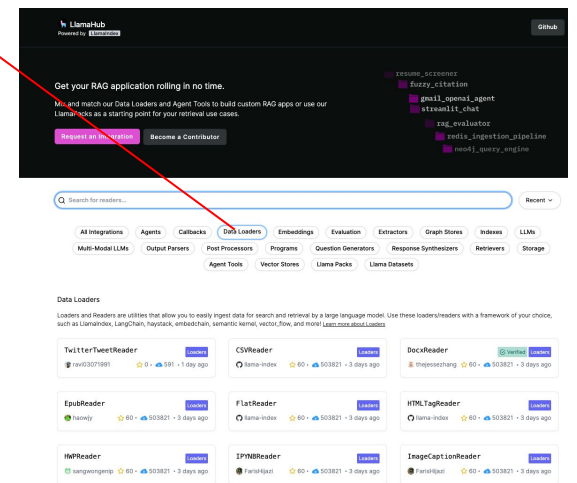 LlamaHub
Powered by LlamaIndex
Github
Get your RAG application rolling in no time.
Mix and match our Data Loaders and Agent Tools to build custom RAG apps or use our
LlamaPacks as a starting point for your retrieval use cases.
Request an Integration Become a Contributor
resume_screener
fuzzy_citation
gmail_openai_agent
streamlit_chat
rag_evaluator
redis_ingestion_pipeline
neo4j_query_engine
Search for readers...
Recent
All Integrations Agents Callbacks Data Loaders Embeddings Evaluation Extractors Graph Stores Indexes LLMs
Multi-Modal LLMs Output Parsers Post Processors Programs Question Generators Response Synthesizers Retrievers Storage
Agent Tools Vector Stores Llama Packs Llama Datasets
Data Loaders
Loaders and Readers are utilities that allow you to easily ingest data for search and retrieval by a large language model. Use these loaders/readers with a framework of your choice,
such as LlamaIndex, LangChain, haystack, embedchain, semantic kernel, vector_flow, and more! Learn more about Loaders
TwitterTweetReader Loaders
ravi03071991 0 • 591 • 1 day ago
CSVReader Loaders
llama-index 60 • 503821 • 3 days ago
DocxReader Verified Loaders
thejessezhang 60 • 503821 • 3 days ago
EpubReader Loaders
haowjy 60 • 503821 • 3 days ago
FlatReader Loaders
llama-index 60 • 503821 • 3 days ago
HTMLTagReader Loaders
llama-index 60 • 503821 • 3 days ago
HWPReader Loaders
sangwongenip 60 • 503821 • 3 days ago
IPYNBReader Loaders
FarisHijazi 60 • 503821 • 3 days ago
ImageCaptionReader Loaders
FarisHijazi 60 • 503821 • 3 days ago